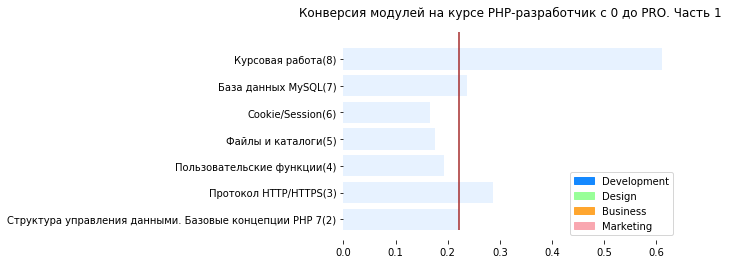 Конверсия модулей на курсе PHP-разработчик с 0 до PRO. Часть 1
Курсовая работа(8)
База данных MySQL(7)
Cookie/Session(6)
Файлы и каталоги(5)
Пользовательские функции(4)
Протокол HTTP/HTTPS(3)
Структура управления данными. Базовые концепции PHP 7(2)
Development
Design
Business
Marketing
0.0 0.1 0.2 0.3 0.4 0.5 0.6